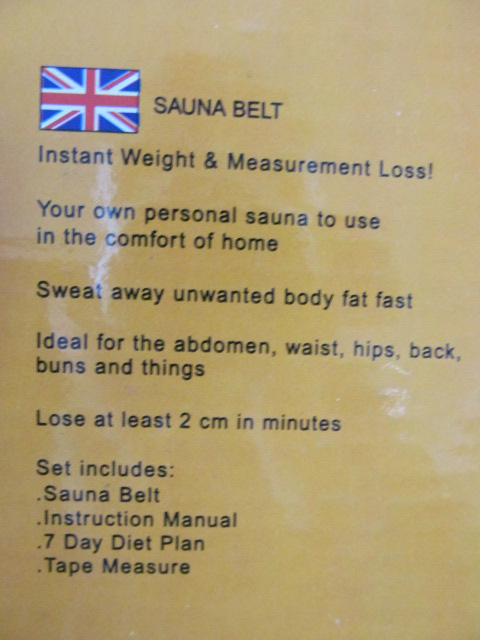 SAUNA BELT
Instant Weight & Measurement Loss!
Your own personal sauna to use
in the comfort of home
Sweat away unwanted body fat fast
Ideal for the abdomen, waist, hips, back,
buns and things
Lose at least 2 cm in minutes
Set includes:
.Sauna Belt
.Instruction Manual
.7 Day Diet Plan
.Tape Measure